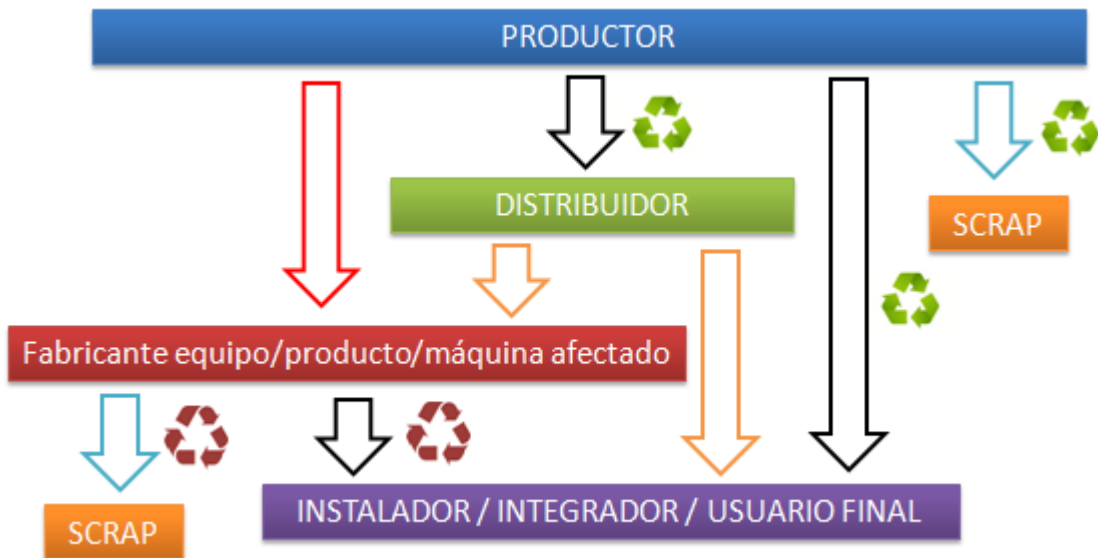 PRODUCTOR
DISTRIBUIDOR
SCRAP
Fabricante equipo/producto/máquina afectado
INSTALADOR / INTEGRADOR / USUARIO FINAL
SCRAP